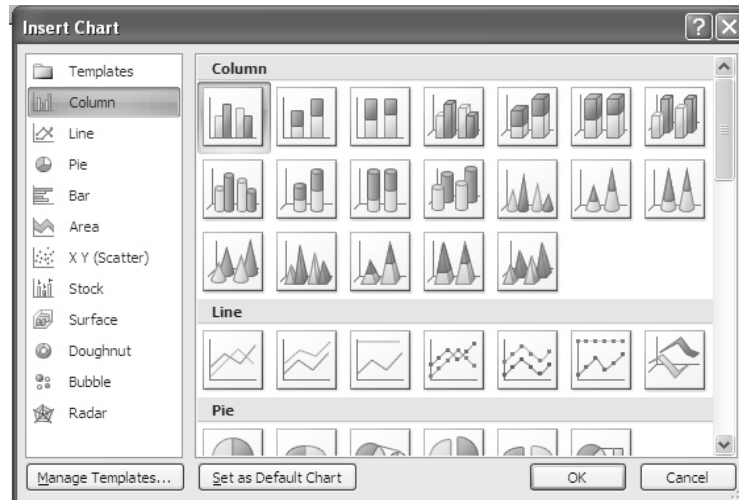 Insert Chart
Templates
Column
Line
Pie
Bar
Area
X Y (Scatter)
Stock
Surface
Doughnut
Bubble
Radar
Column
Line
Pie
Manage Templates...
Set as Default Chart
OK
Cancel